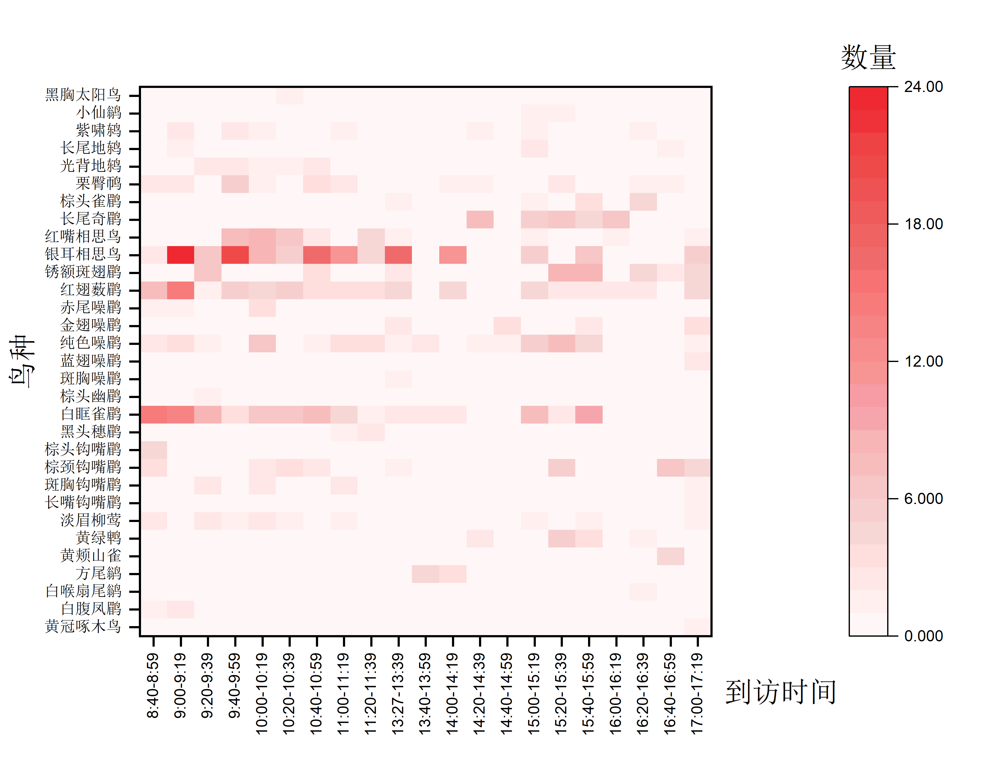 数量
24.00
18.00
12.00
6.000
0.000
鸟种
黑胸太阳鸟
小仙鹟
紫啸鸫
长尾地鸫
光背地鸫
栗臀䴓
棕头雀鹛
长尾奇鹛
红嘴相思鸟
银耳相思鸟
锈额斑翅鹛
红翅薮鹛
赤尾噪鹛
金翅噪鹛
纯色噪鹛
蓝翅噪鹛
斑胸噪鹛
棕头幽鹛
白眶雀鹛
黑头穗鹛
棕头钩嘴鹛
棕颈钩嘴鹛
斑胸钩嘴鹛
长嘴钩嘴鹛
淡眉柳莺
黄绿鹎
黄颊山雀
方尾鹟
白喉扇尾鹟
白腹凤鹛
黄冠啄木鸟
8:40-8:59
9:00-9:19
9:20-9:39
9:40-9:59
10:00-10:19
10:20-10:39
10:40-10:59
11:00-11:19
11:20-11:39
13:27-13:39
13:40-13:59
14:00-14:19
14:20-14:39
14:40-14:59
15:00-15:19
15:20-15:39
15:40-15:59
16:00-16:19
16:20-16:39
16:40-16:59
17:00-17:19
到访时间